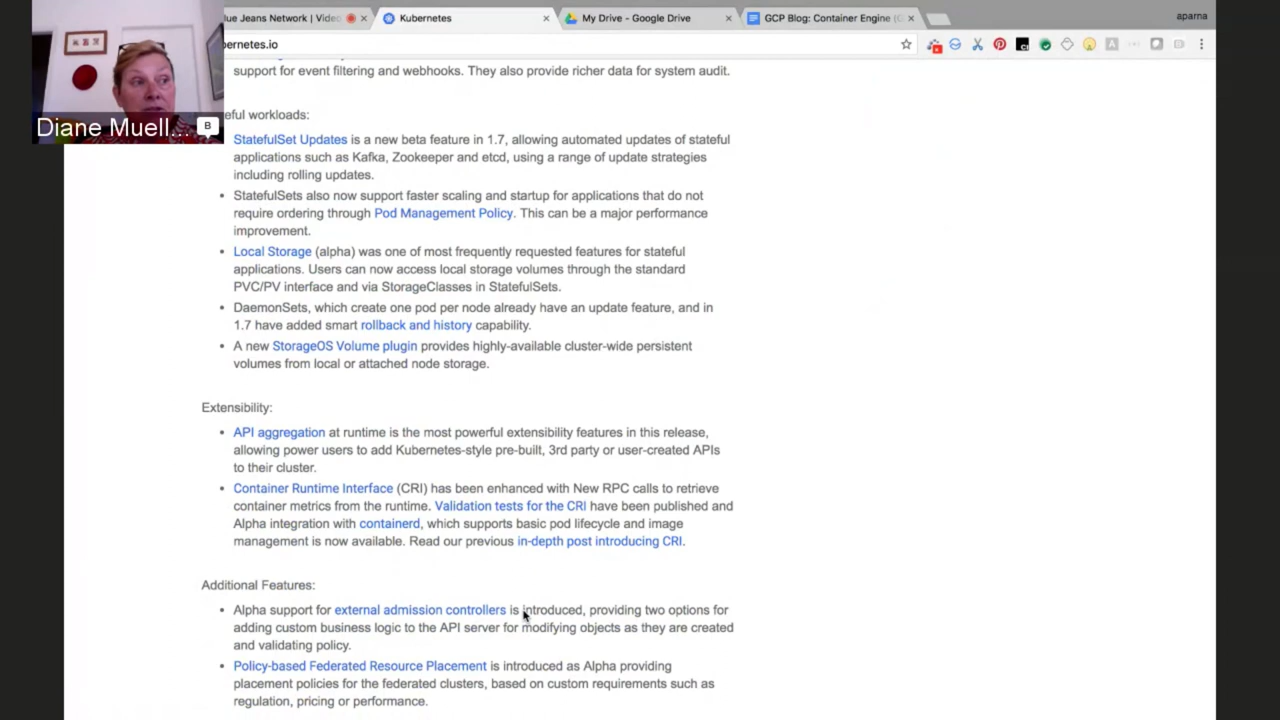 lue Jeans Network | Video
Kubernetes
My Drive - Google Drive
GCP Blog: Container Engine (
aparna
bernetes.io
support for event filtering and webhooks. They also provide richer data for system audit.
Diane Muell... B
eful workloads:
StatefulSet Updates is a new beta feature in 1.7, allowing automated updates of stateful
applications such as Kafka, Zookeeper and etcd, using a range of update strategies
including rolling updates.
• StatefulSets also now support faster scaling and startup for applications that do not
require ordering through Pod Management Policy. This can be a major performance
improvement.
• Local Storage (alpha) was one of most frequently requested features for stateful
applications. Users can now access local storage volumes through the standard
PVC/PV interface and via StorageClasses in StatefulSets.
• DaemonSets, which create one pod per node already have an update feature, and in
1.7 have added smart rollback and history capability.
• A new StorageOS Volume plugin provides highly-available cluster-wide persistent
volumes from local or attached node storage.
Extensibility:
• API aggregation at runtime is the most powerful extensibility features in this release,
allowing power users to add Kubernetes-style pre-built, 3rd party or user-created APIs
to their cluster.
• Container Runtime Interface (CRI) has been enhanced with New RPC calls to retrieve
container metrics from the runtime. Validation tests for the CRI have been published and
Alpha integration with containerd, which supports basic pod lifecycle and image
management is now available. Read our previous in-depth post introducing CRI.
Additional Features:
• Alpha support for external admission controllers is introduced, providing two options for
adding custom business logic to the API server for modifying objects as they are created
and validating policy.
• Policy-based Federated Resource Placement is introduced as Alpha providing
placement policies for the federated clusters, based on custom requirements such as
regulation, pricing or performance.